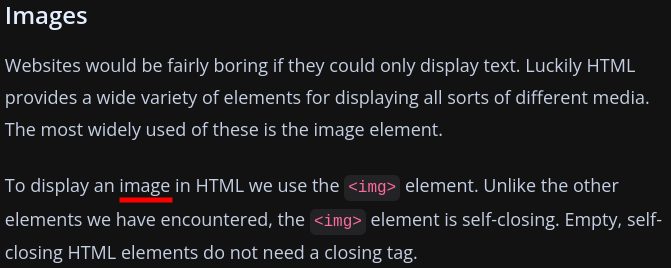 Images
Websites would be fairly boring if they could only display text. Luckily HTML
provides a wide variety of elements for displaying all sorts of different media.
The most widely used of these is the image element.
To display an image in HTML we use the <img> element. Unlike the other
elements we have encountered, the <img> element is self-closing. Empty, self-
closing HTML elements do not need a closing tag.